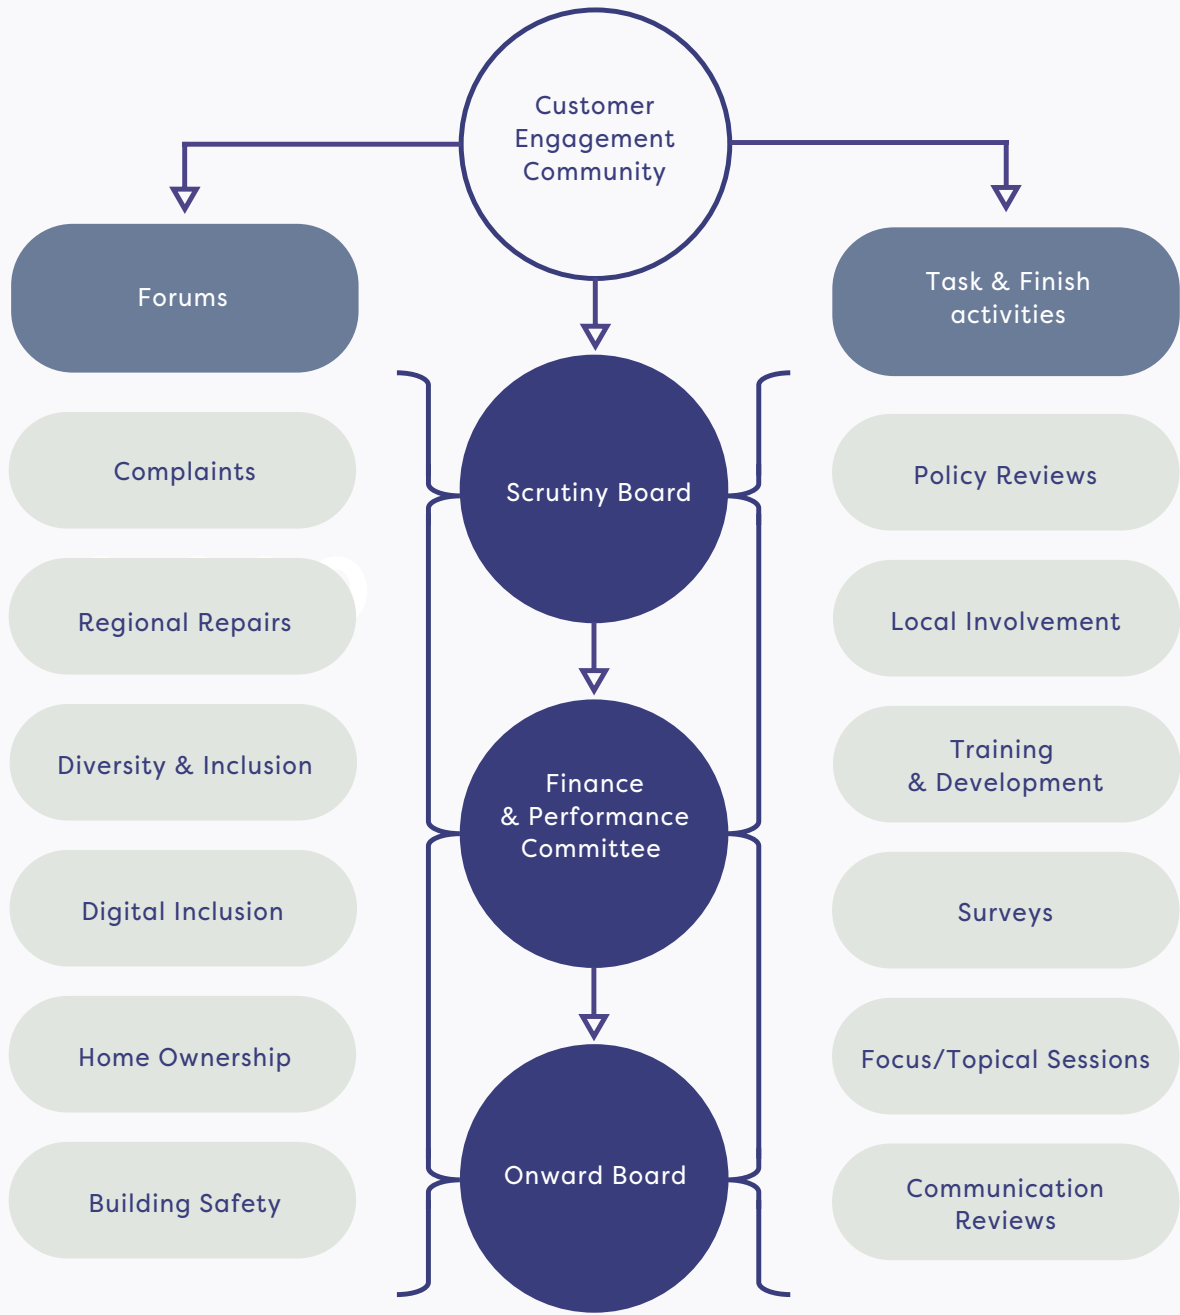 Customer
Engagement
Community
Forums
Task & Finish
activities
Complaints
Regional Repairs
Diversity & Inclusion
Digital Inclusion
Home Ownership
Building Safety
Scrutiny Board
Finance
& Performance
Committee
Onward Board
Policy Reviews
Local Involvement
Training
& Development
Surveys
Focus/Topical Sessions
Communication
Reviews